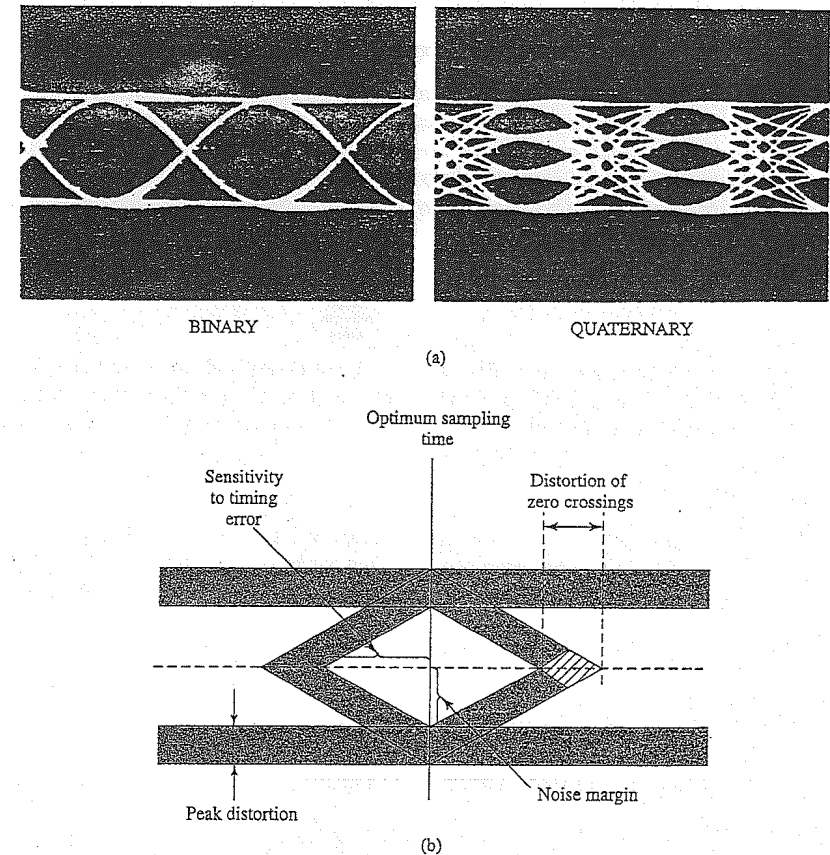 BINARY
QUATERNARY
(a)
Optimum sampling
time
Sensitivity
to timing
error
Distortion of
zero crossings
Noise margin
Peak distortion
(b)